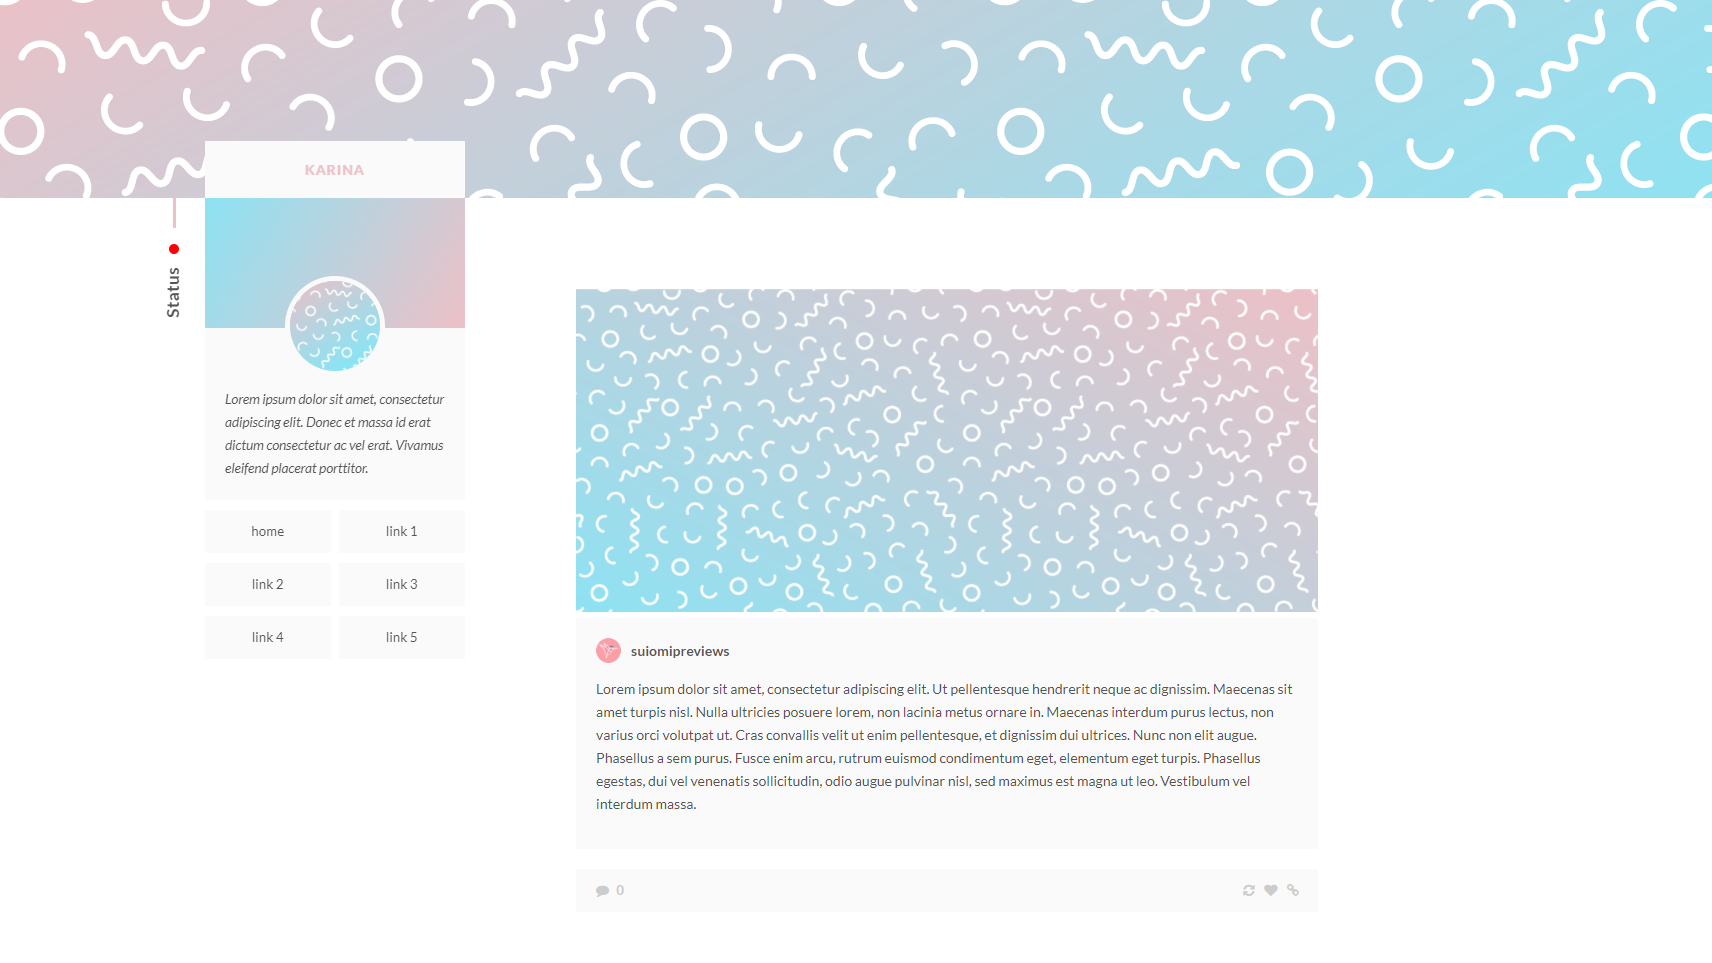 KARINA
Status
Lorem ipsum dolor sit amet, consectetur
adipiscing elit. Donec et massa id erat
dictum consectetur ac vel erat. Vivamus
eleifend placerat porttitor.
home
link 1
link 2
link 3
link 4
link 5
suiomipreviews
Lorem ipsum dolor sit amet, consectetur adipiscing elit. Ut pellentesque hendrerit neque ac dignissim. Maecenas sit
amet turpis nisl. Nulla ultricies posuere lorem, non lacinia metus ornare in. Maecenas interdum purus lectus, non
varius orci volutpat ut. Cras convallis velit ut enim pellentesque, et dignissim dui ultrices. Nunc non elit augue.
Phasellus a sem purus. Fusce enim arcu, rutrum euismod condimentum eget, elementum eget turpis. Phasellus
egestas, dui vel venenatis sollicitudin, odio augue pulvinar nisl, sed maximus est magna ut leo. Vestibulum vel
interdum massa.
0